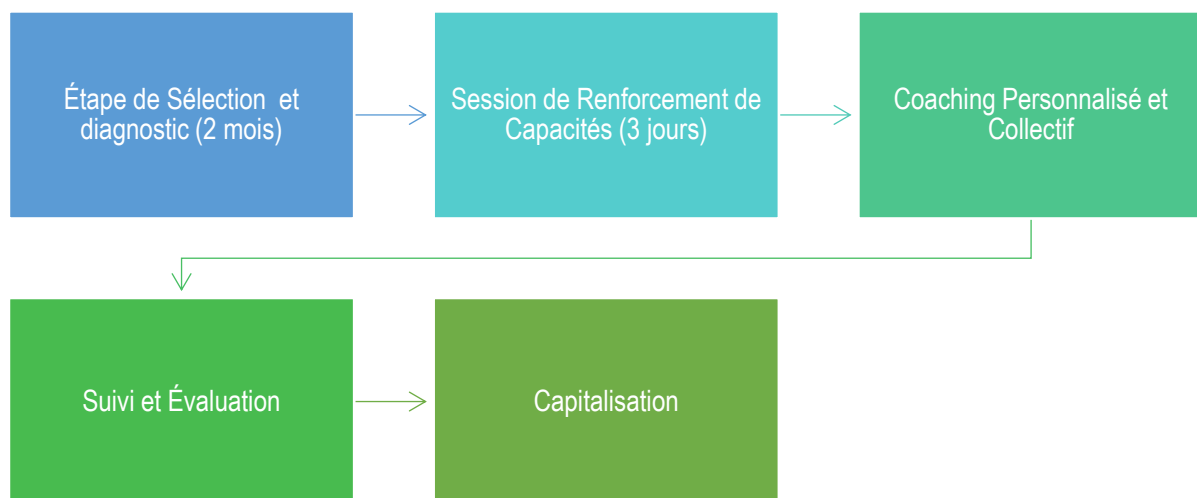 Étape de Sélection  et
diagnostic (2 mois)
Session de Renforcement de
Capacités (3 jours)
Coaching Personnalisé et
Collectif
Suivi et Évaluation
Capitalisation